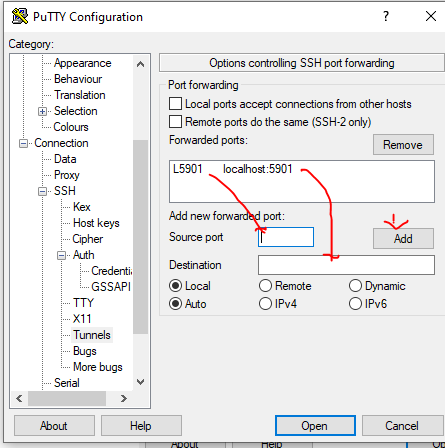 PuTTY Configuration
Category:
Appearance
Behaviour
Translation
Selection
Colours
Connection
Data
Proxy
SSH
Kex
Host keys
Cipher
Auth
Credentia
GSSAPI
TTY
X11
Tunnels
Bugs
More bugs
Serial
Options controlling SSH port forwarding
Port forwarding
Local ports accept connections from other hosts
Remote ports do the same (SSH-2 only)
Forwarded ports:
Remove
L5901 localhost:5901
Add new forwarded port:
Source port
Add
Destination
Local Remote Dynamic
Auto IPv4 IPv6
About Help Open Cancel